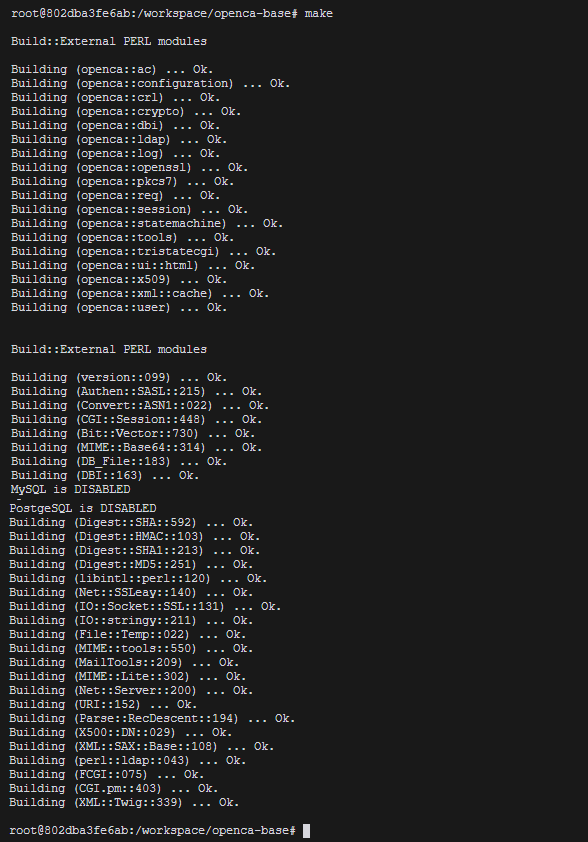 root@802dba3fe6ab:/workspace/openca-base# make
Build::External PERL modules
Building (openca::ac) ... Ok.
Building (openca::configuration) ... Ok.
Building (openca::crl) ... Ok.
Building (openca::crypto) ... Ok.
Building (openca::dbi) ... Ok.
Building (openca::ldap) ... Ok.
Building (openca::log) ... Ok.
Building (openca::openssl) ... Ok.
Building (openca::pkcs7) ... Ok.
Building (openca::req) ... Ok.
Building (openca::session) ... Ok.
Building (openca::statemachine) ... Ok.
Building (openca::tools) ... Ok.
Building (openca::tristatecgi) ... Ok.
Building (openca::ui::html) ... Ok.
Building (openca::x509) ... Ok.
Building (openca::xml::cache) ... Ok.
Building (openca::user) ... Ok.
Build::External PERL modules
Building (version::099) ... Ok.
Building (Authen::SASL::215) ... Ok.
Building (Convert::ASN1::022) ... Ok.
Building (CGI::Session::448) ... Ok.
Building (Bit::Vector::730) ... Ok.
Building (MIME::Base64::314) ... Ok.
Building (DB_File::183) ... Ok.
Building (DBI::163) ... Ok.
MySQL is DISABLED
PostgeSQL is DISABLED
Building (Digest::SHA::592) ... Ok.
Building (Digest::HMAC::103) ... Ok.
Building (Digest::SHA1::213) ... Ok.
Building (Digest::MD5::251) ... Ok.
Building (libintl::perl::120) ... Ok.
Building (Net::SSLeay::140) ... Ok.
Building (IO::Socket::SSL::131) ... Ok.
Building (IO::stringy::211) ... Ok.
Building (File::Temp::022) ... Ok.
Building (MIME::tools::550) ... Ok.
Building (MailTools::209) ... Ok.
Building (MIME::Lite::302) ... Ok.
Building (Net::Server::200) ... Ok.
Building (URI::152) ... Ok.
Building (Parse::RecDescent::194) ... Ok.
Building (X500::DN::029) ... Ok.
Building (XML::SAX::Base::108) ... Ok.
Building (perl::ldap::043) ... Ok.
Building (FCGI::075) ... Ok.
Building (CGI.pm::403) ... Ok.
Building (XML::Twig::339) ... Ok.
root@802dba3fe6ab:/workspace/openca-base#